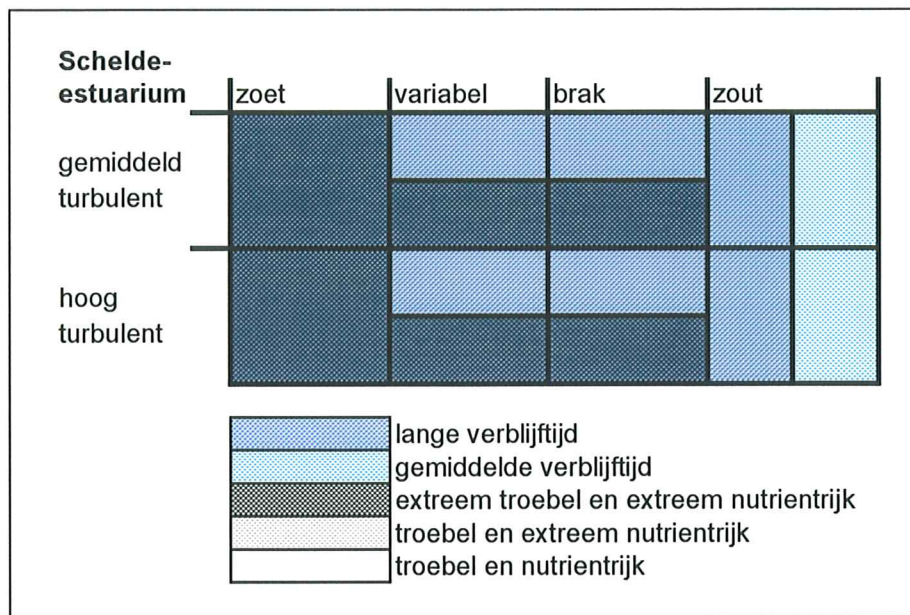 Schelde-
estuarium
zoet variabel brak zout
gemiddeld
turbulent
hoog
turbulent
lange verblijftijd
gemiddelde verblijftijd
extreem troebel en extreem nutrientrijk
troebel en extreem nutrientrijk
troebel en nutrientrijk